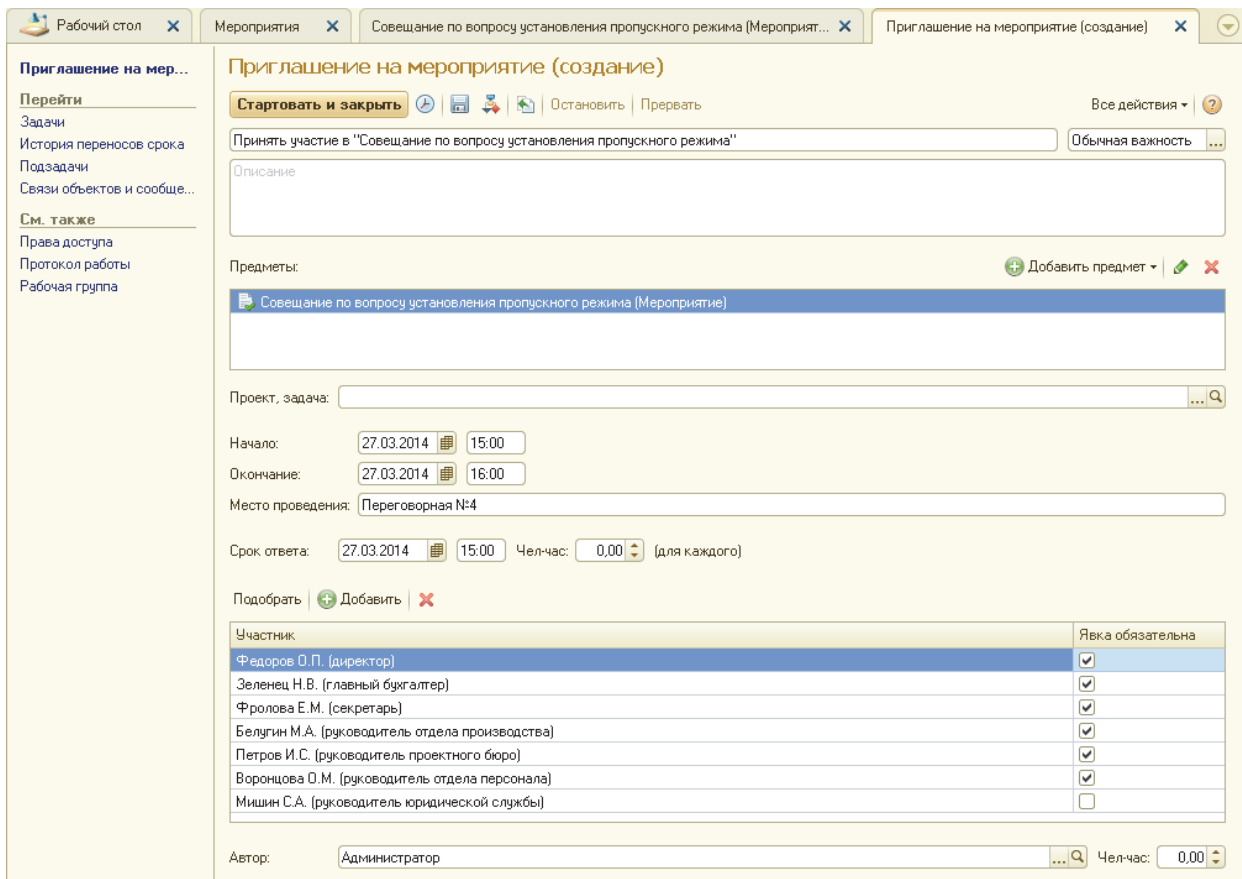 Рабочий стол
Мероприятия
Совещание по вопросу установления пропускного режима (Мероприят...
Приглашение на мероприятие (создание)
Приглашение на мер...
Перейти
Задачи
История переносов срока
Подзадачи
Связи объектов и сообще...
См. также
Права доступа
Протокол работы
Рабочая группа
Приглашение на мероприятие (создание)
Стартовать и закрыть Остановить Прервать Все действия
Принять участие в "Совещание по вопросу установления пропускного режима" Обычная важность ...
Описание
Предметы: Добавить предмет
Совещание по вопросу установления пропускного режима (Мероприятие)
Проект, задача: ...
Начало: 27.03.2014 15:00
Окончание: 27.03.2014 16:00
Место проведения: Переговорная №4
Срок ответа: 27.03.2014 15:00 Чел-час: 0,00 (для каждого)
Подобрать Добавить
Участник Явка обязательна
Федоров О.П. (директор)
Зеленец Н.В. (главный бухгалтер)
Фролова Е.М. (секретарь)
Белугин М.А. (руководитель отдела производства)
Петров И.С. (руководитель проектного бюро)
Воронцова О.М. (руководитель отдела персонала)
Мишин С.А. (руководитель юридической службы)
Автор: Администратор ... Чел-час: 0,00